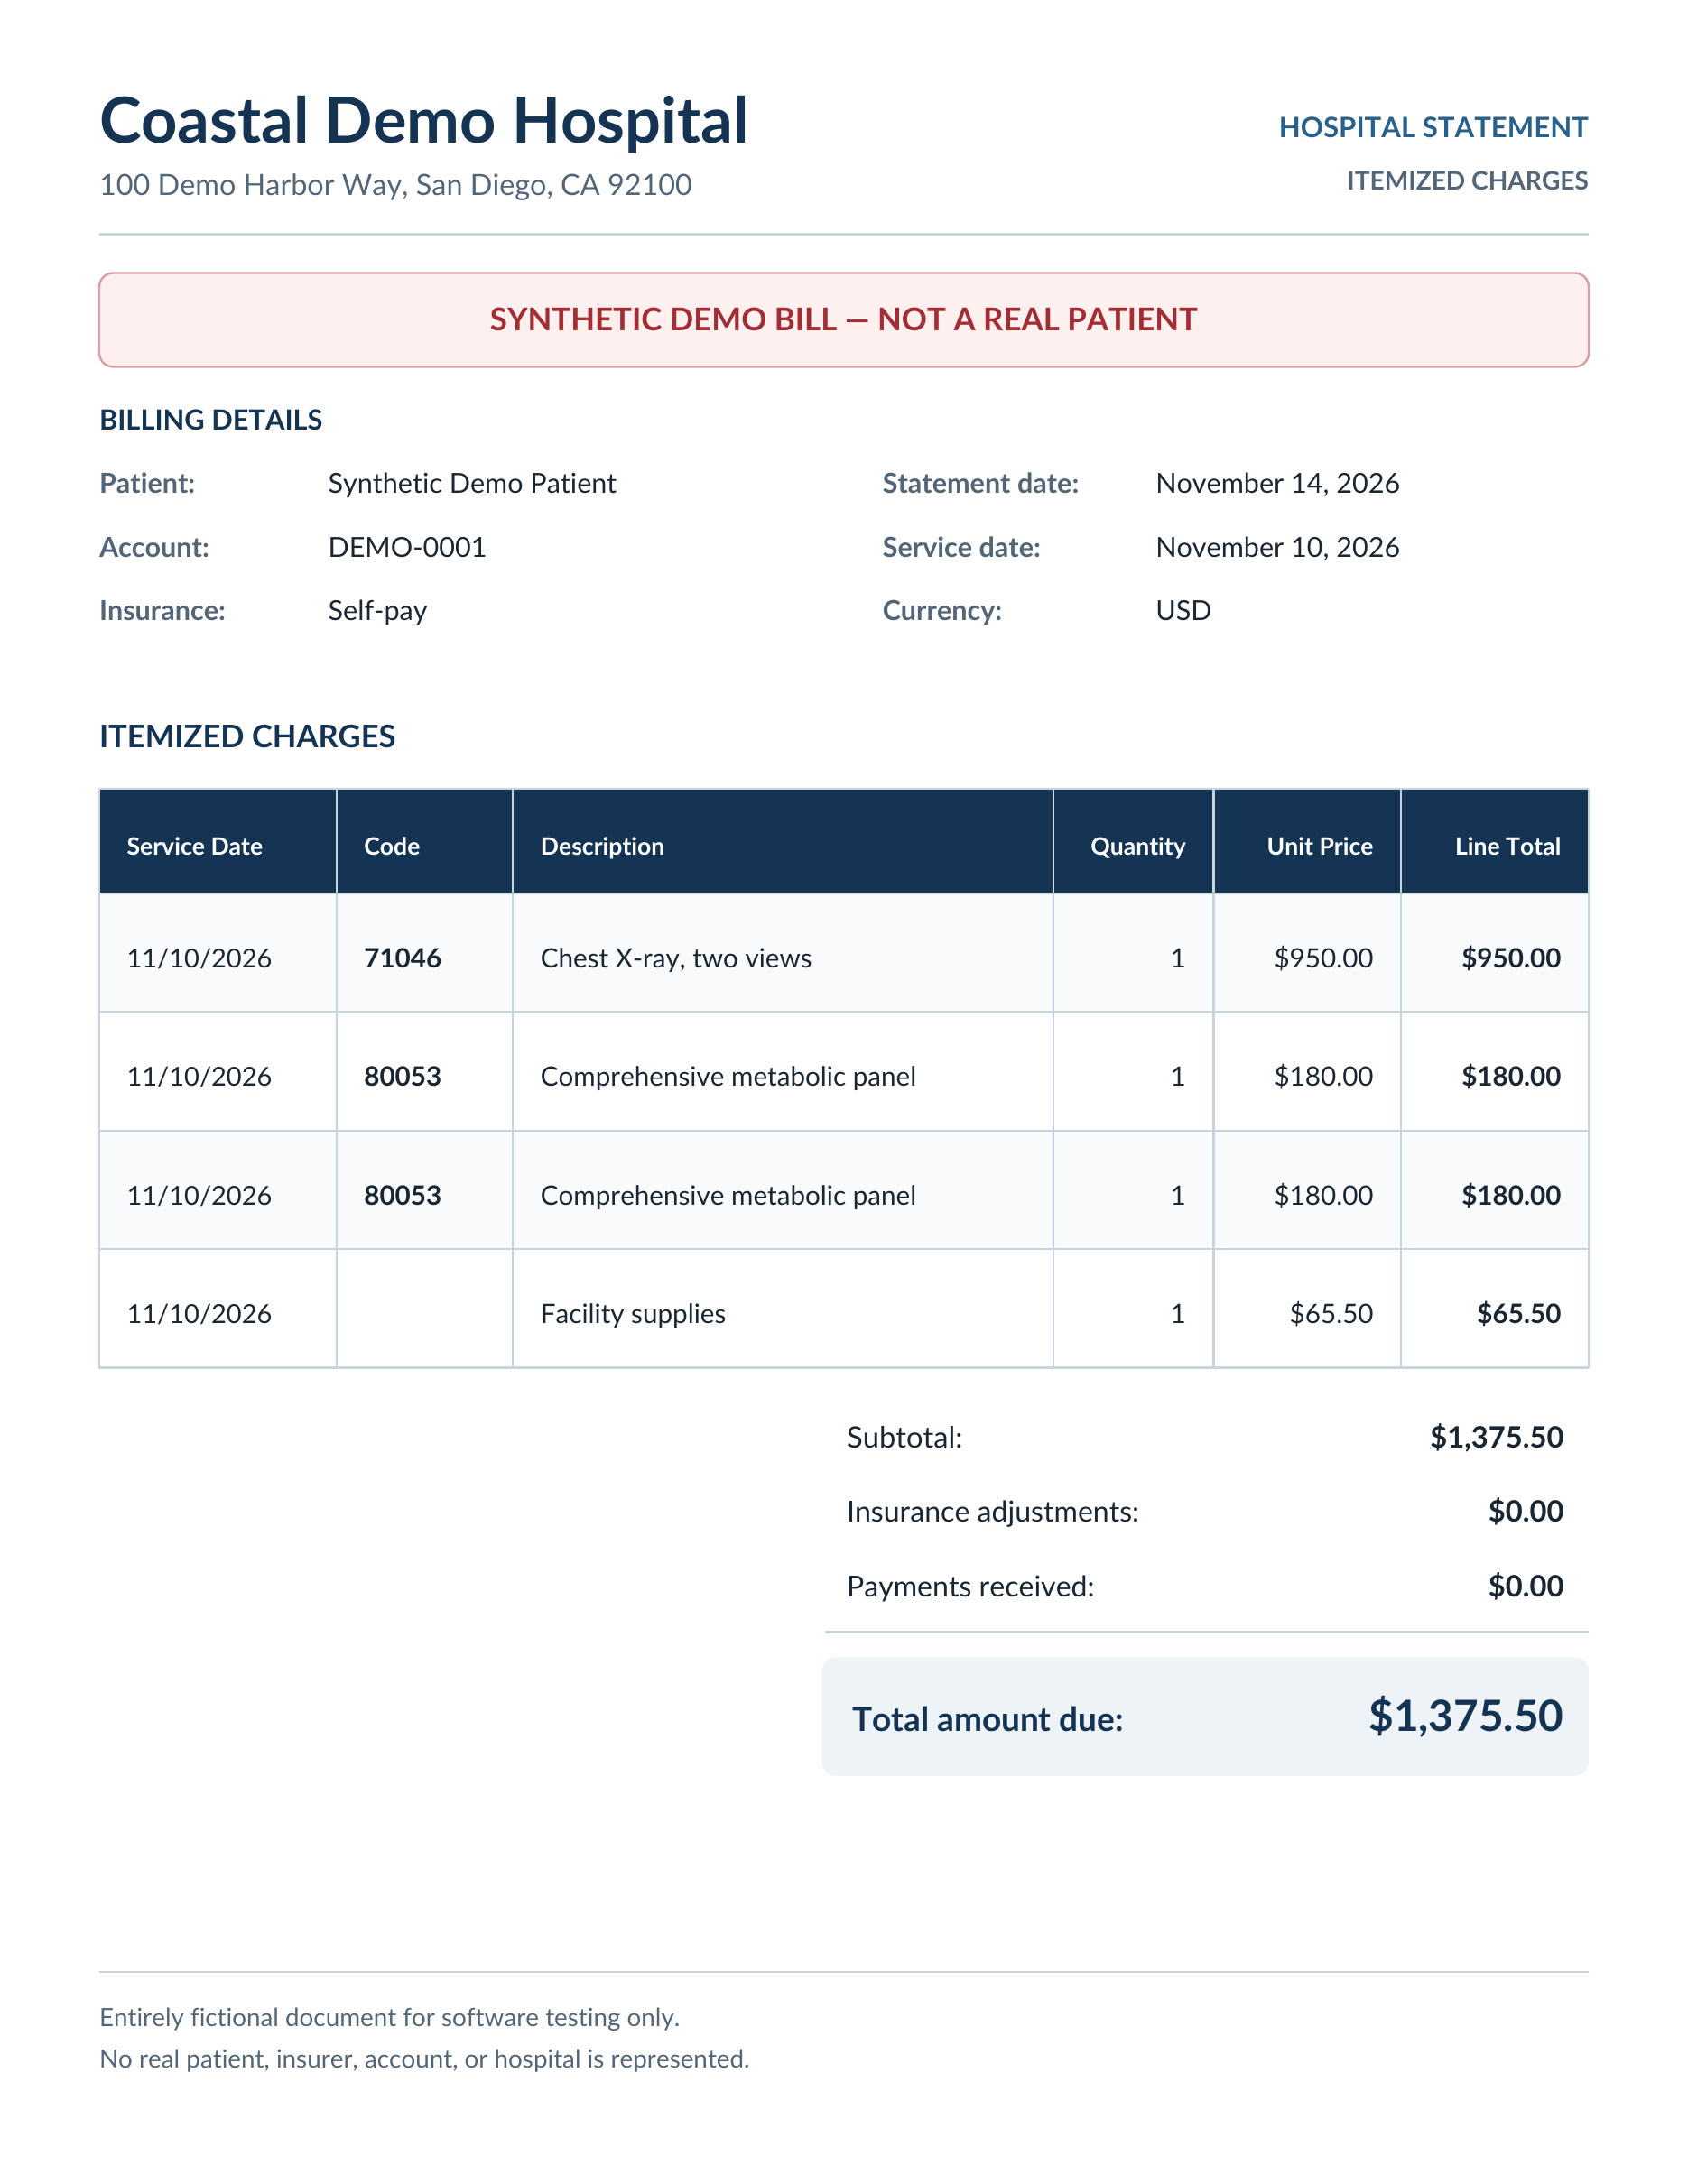 Coastal Demo Hospital
HOSPITAL STATEMENT
100 Demo Harbor Way, San Diego, CA 92100
ITEMIZED CHARGES
SYNTHETIC DEMO BILL — NOT A REAL PATIENT
BILLING DETAILS
Patient: Synthetic Demo Patient Statement date: November 14, 2026
Account: DEMO-0001 Service date: November 10, 2026
Insurance: Self-pay Currency: USD
ITEMIZED CHARGES
Service Date Code Description Quantity Unit Price Line Total
11/10/2026 71046 Chest X-ray, two views 1 $950.00 $950.00
11/10/2026 80053 Comprehensive metabolic panel 1 $180.00 $180.00
11/10/2026 80053 Comprehensive metabolic panel 1 $180.00 $180.00
11/10/2026 Facility supplies 1 $65.50 $65.50
Subtotal: $1,375.50
Insurance adjustments: $0.00
Payments received: $0.00
Total amount due: $1,375.50
Entirely fictional document for software testing only.
No real patient, insurer, account, or hospital is represented.